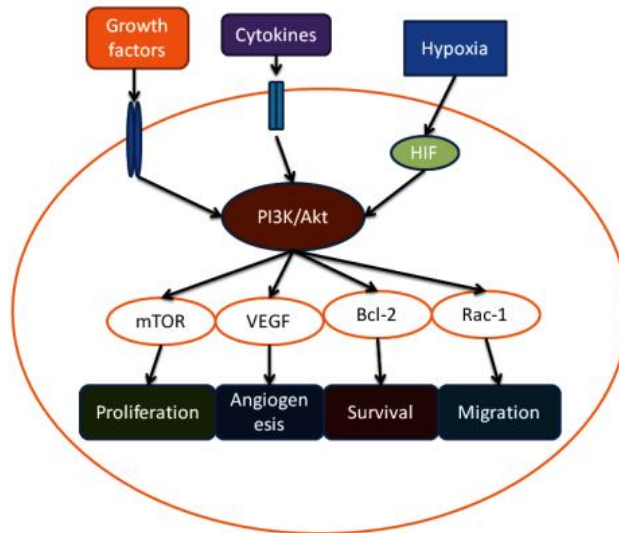 Growth
factors
Cytokines
Hypoxia
HIF
PI3K/Akt
mTOR
VEGF
Bcl-2
Rac-1
Proliferation
Angiogen
esis
Survival
Migration